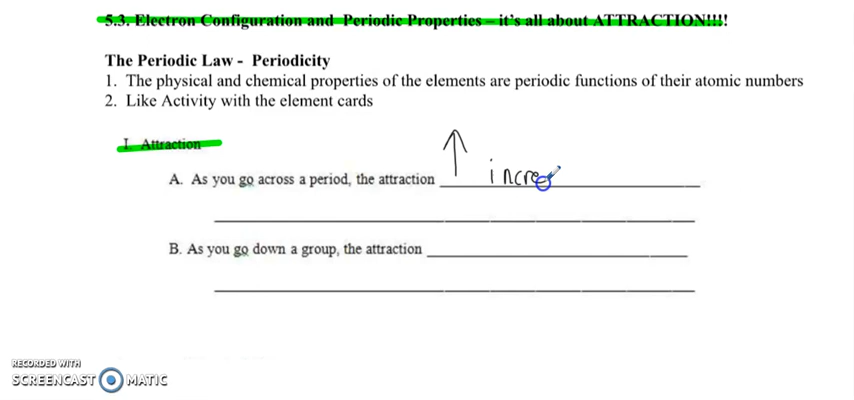 5.3. Electron Configuration and Periodic Properties – it's all about ATTRACTION!!!!
The Periodic Law - Periodicity
1. The physical and chemical properties of the elements are periodic functions of their atomic numbers
2. Like Activity with the element cards
I Attraction
A. As you go across a period, the attraction ↑ incre
B. As you go down a group, the attraction
RECORDED WITH
SCREENCAST MATIC